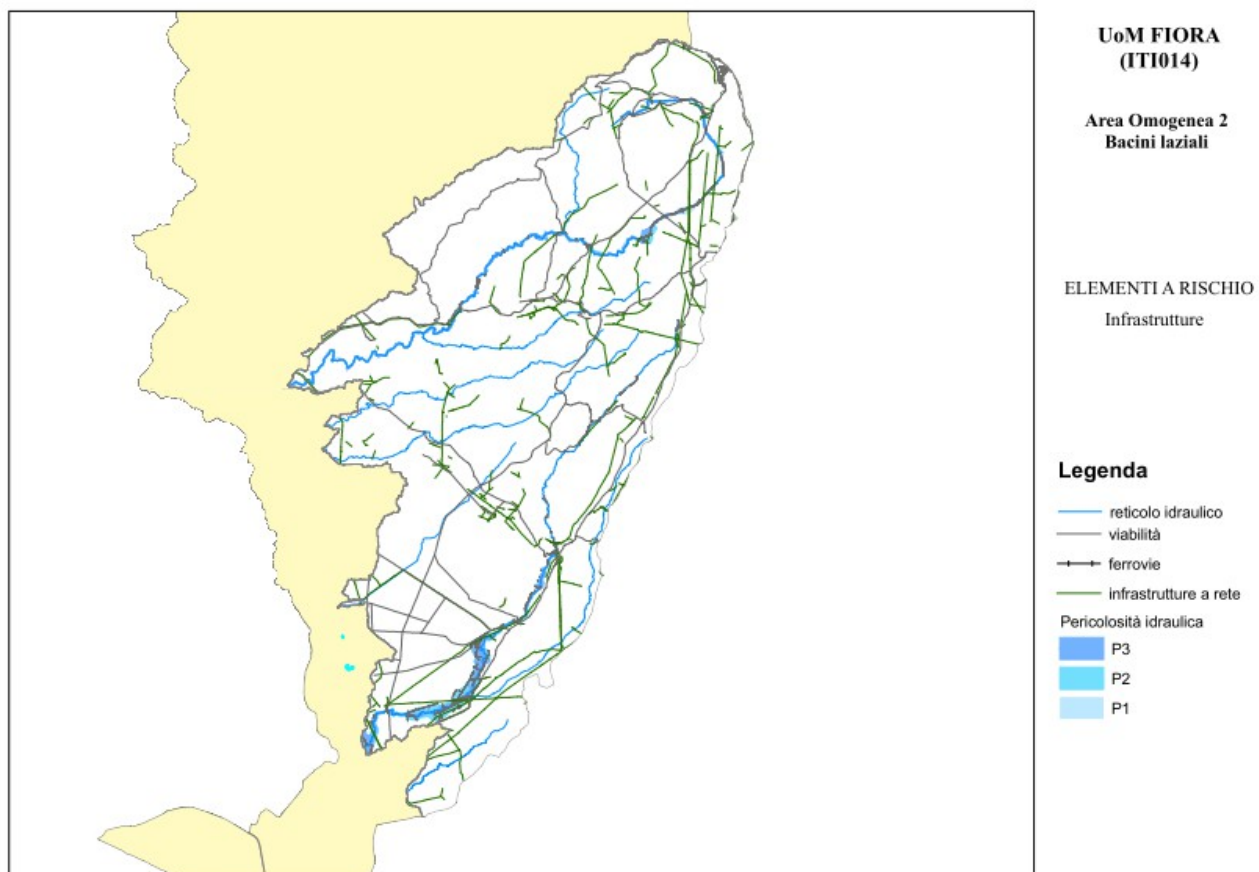 UoM FIORA
(ITI014)
Area Omogenea 2
Bacini laziali
ELEMENTI A RISCHIO
Infrastrutture
Legenda
reticolo idraulico
viabilità
ferrovie
infrastrutture a rete
Pericolosità idraulica
P3
P2
P1